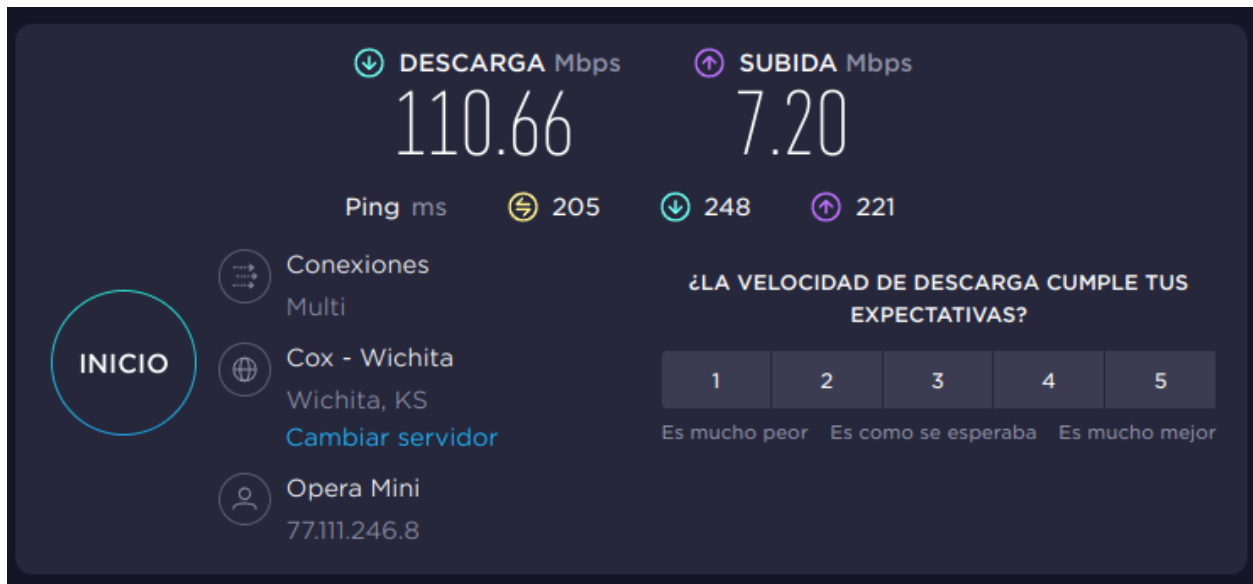 DESCARGA Mbps
110.66
SUBIDA Mbps
7.20
Ping ms 205 248 221
INICIO
Conexiones
Multi
Cox - Wichita
Wichita, KS
Cambiar servidor
Opera Mini
77.111.246.8
¿LA VELOCIDAD DE DESCARGA CUMPLE TUS
EXPECTATIVAS?
1 2 3 4 5
Es mucho peor Es como se esperaba Es mucho mejor